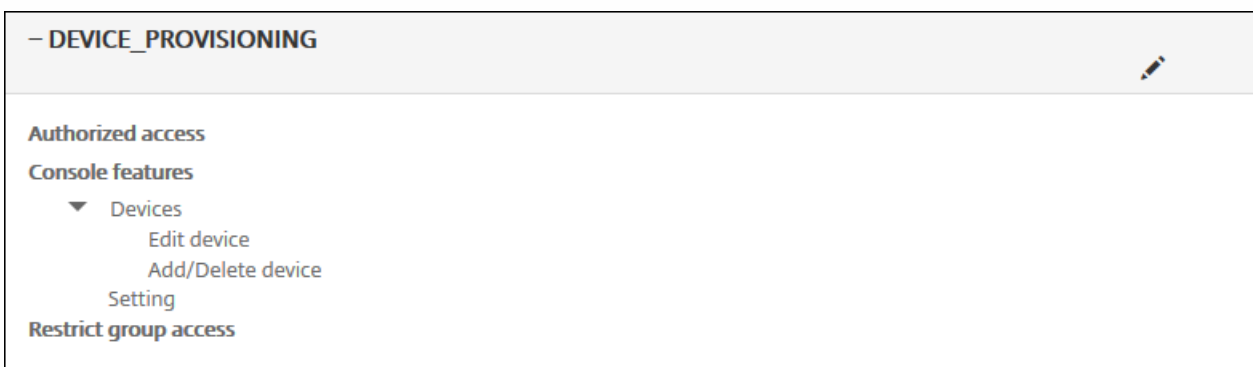 – DEVICE_PROVISIONING
Authorized access
Console features
Devices
Edit device
Add/Delete device
Setting
Restrict group access